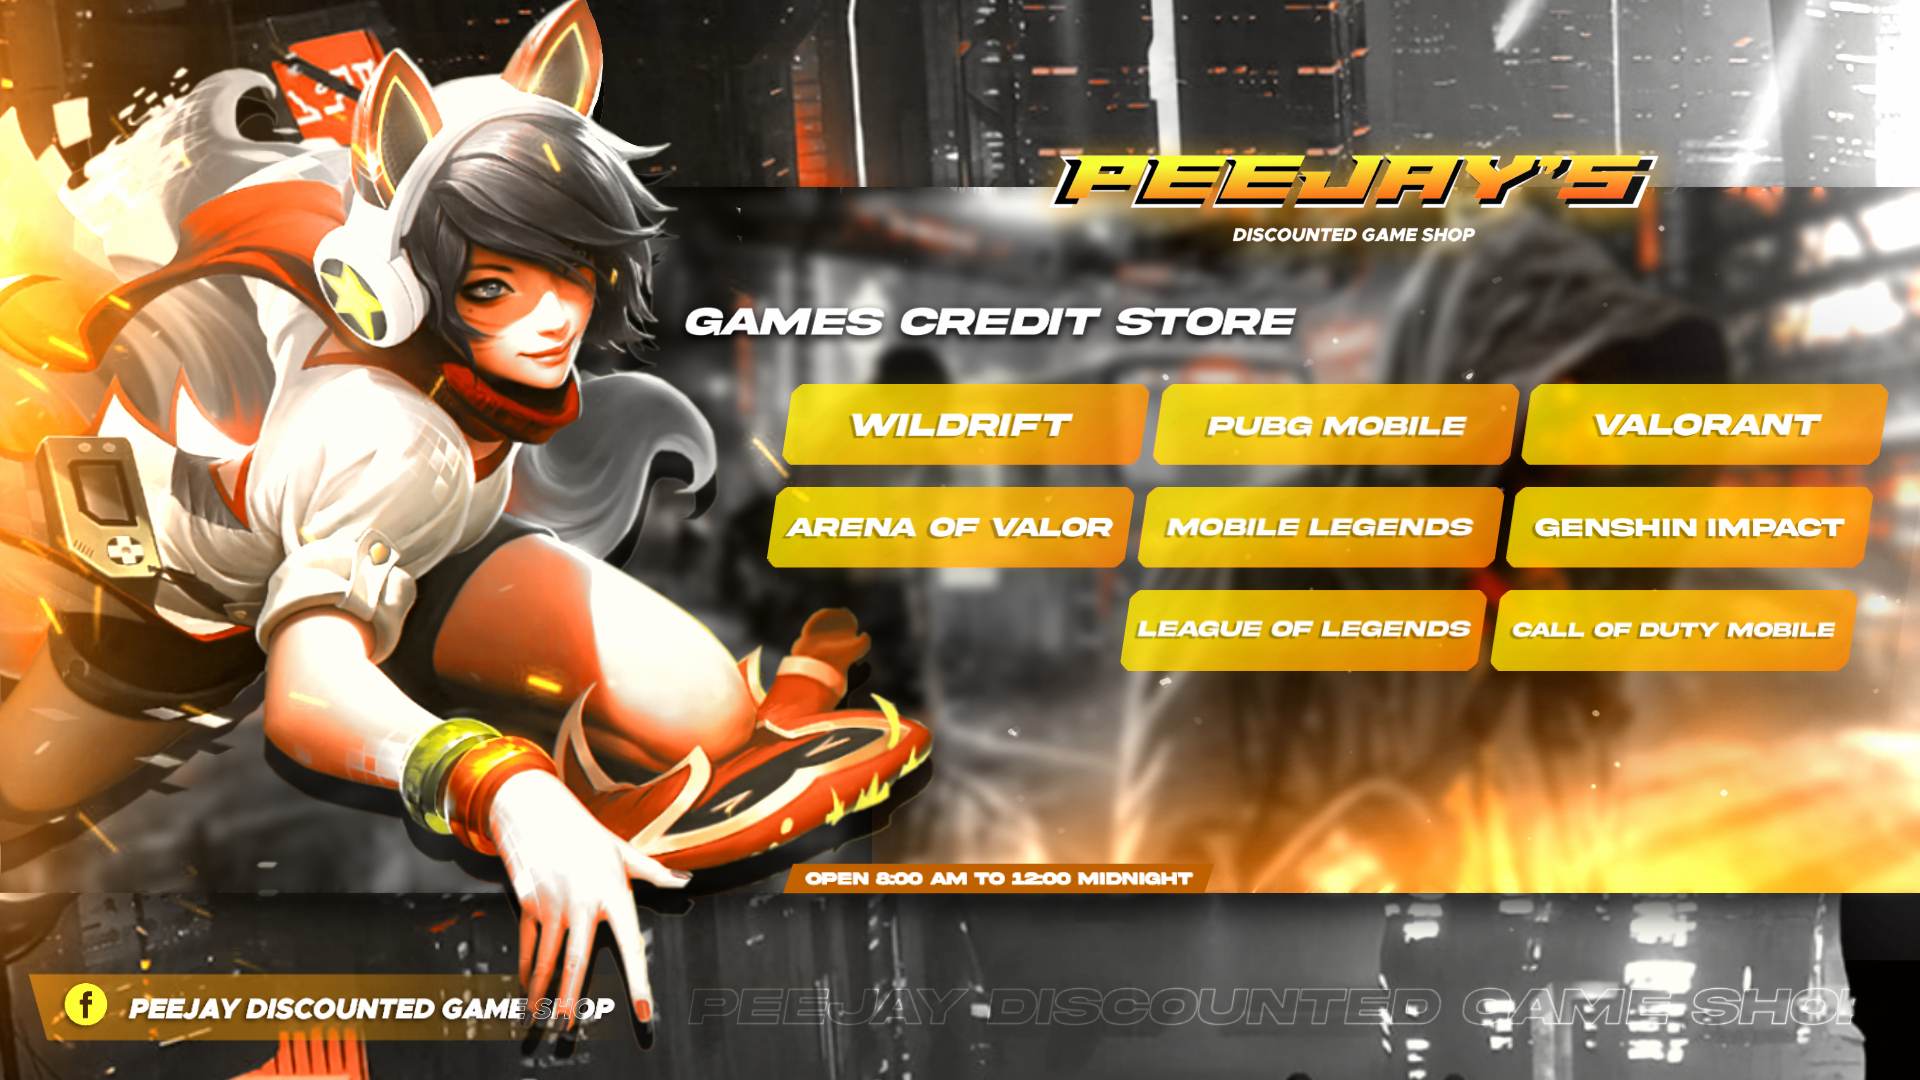 PEEJAY'S
DISCOUNTED GAME SHOP
GAMES CREDIT STORE
WILDRIFT
PUBG MOBILE
VALORANT
ARENA OF VALOR
MOBILE LEGENDS
GENSHIN IMPACT
LEAGUE OF LEGENDS
CALL OF DUTY MOBILE
OPEN 8:00 AM TO 12:00 MIDNIGHT
f PEEJAY DISCOUNTED GAME SHOP
PEEJAY DISCOUNTED GAME SHOP